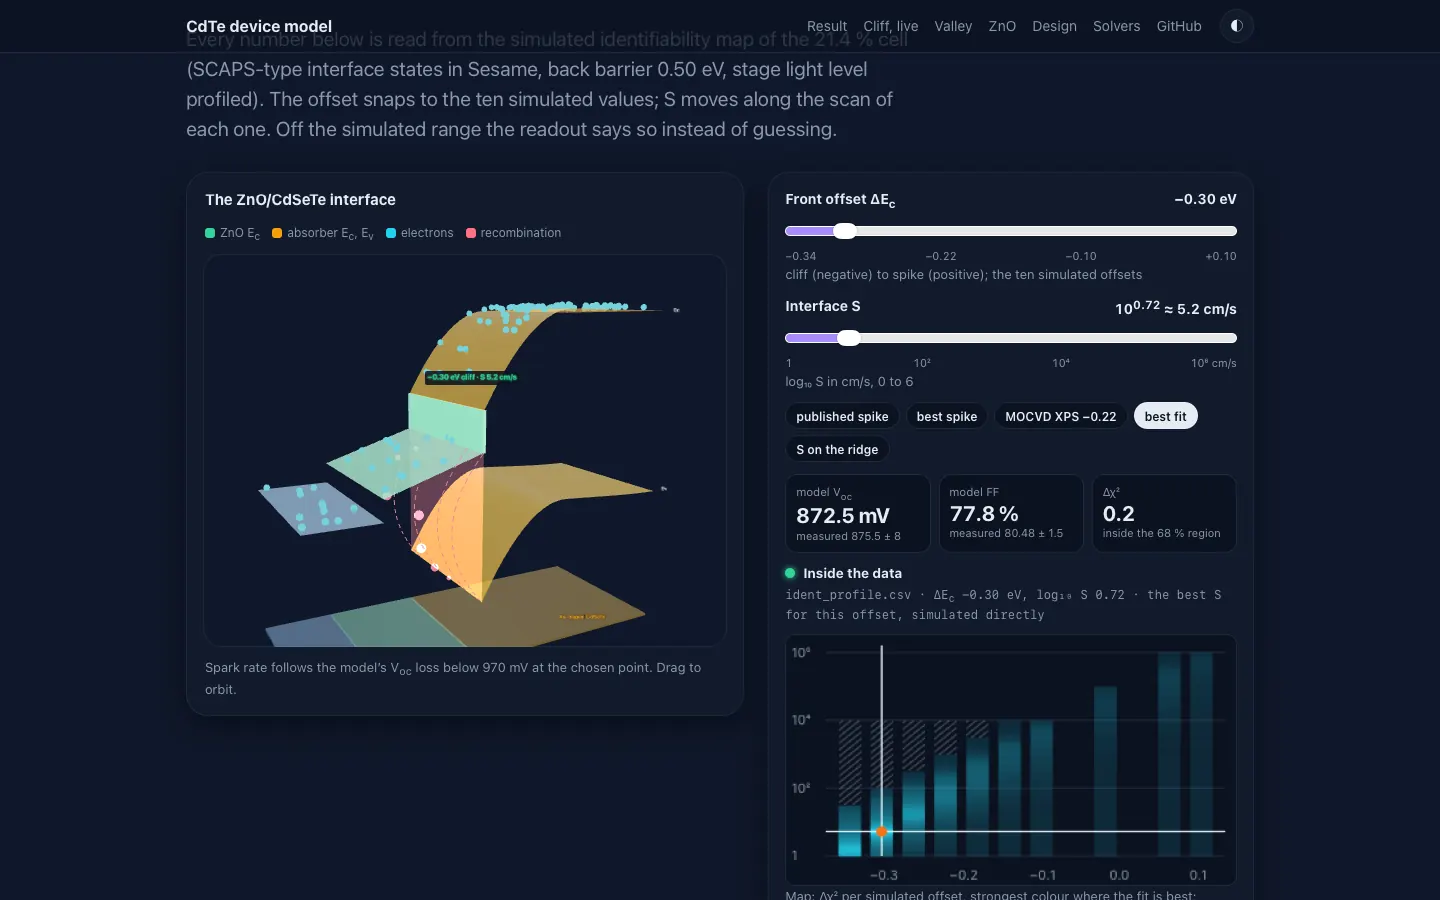 CdTe device model
Result Cliff, live Valley ZnO Design Solvers GitHub
Every number below is read from the simulated identifiability map of the 21.4 % cell
(SCAPS-type interface states in Sesame, back barrier 0.50 eV, stage light level
profiled). The offset snaps to the ten simulated values; S moves along the scan of
each one. Off the simulated range the readout says so instead of guessing.
The ZnO/CdSeTe interface
ZnO Ec absorber Ec, Ev electrons recombination
−0.30 eV cliff · S 5.2 cm/s
Spark rate follows the model’s Voc loss below 970 mV at the chosen point. Drag to
orbit.
Front offset ΔEc −0.30 eV
−0.34 −0.22 −0.10 +0.10
cliff (negative) to spike (positive); the ten simulated offsets
Interface S 10^0.72 ≈ 5.2 cm/s
1 10² 10⁴ 10⁶ cm/s
log₁₀ S in cm/s, 0 to 6
published spike best spike MOCVD XPS −0.22 best fit
S on the ridge
model Voc
872.5 mV
measured 875.5 ± 8
model FF
77.8 %
measured 80.48 ± 1.5
Δχ²
0.2
inside the 68 % region
Inside the data
ident_profile.csv · ΔEc −0.30 eV, log₁₀ S 0.72 · the best S
for this offset, simulated directly
10⁶
10⁴
10²
1
−0.3 −0.2 −0.1 0.0 0.1
Map: Δχ² per simulated offset, strongest colour where the fit is best;